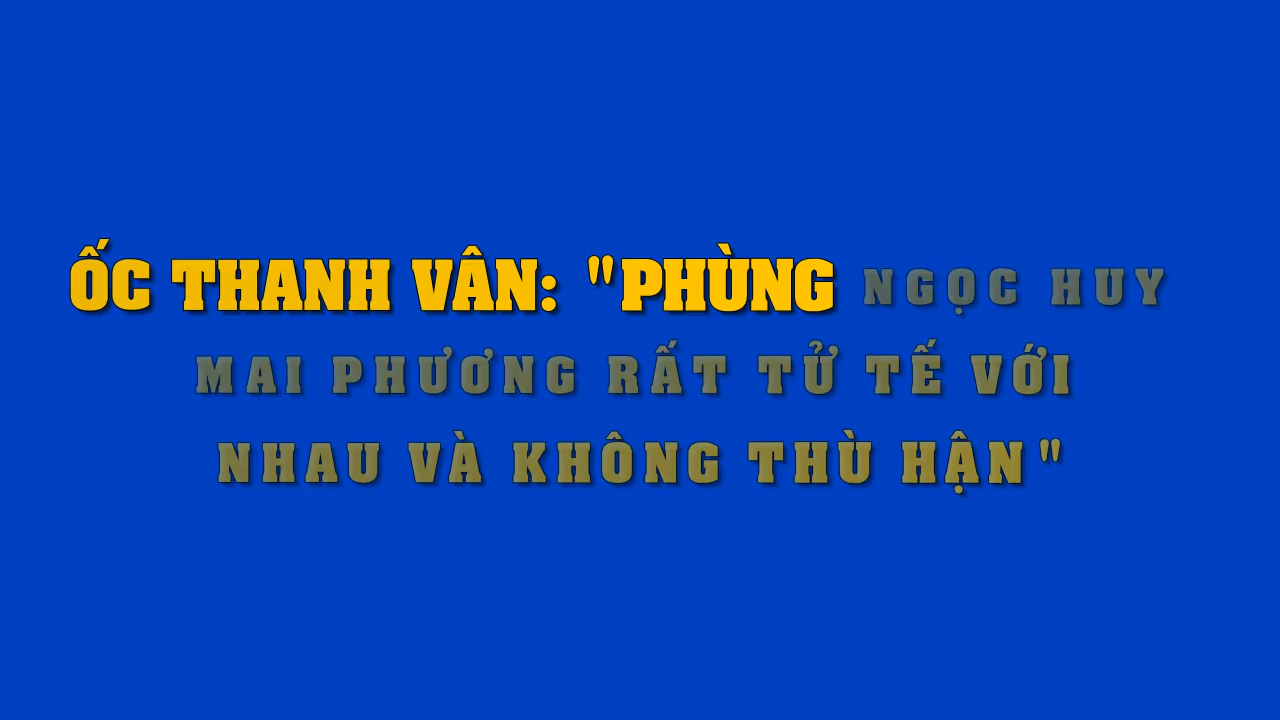 ỐC THANH VÂN: "PHÙNG NGỌC HUY
MAI PHƯƠNG RẤT TỬ TẾ VỚI
NHAU VÀ KHÔNG THÙ HẬN"